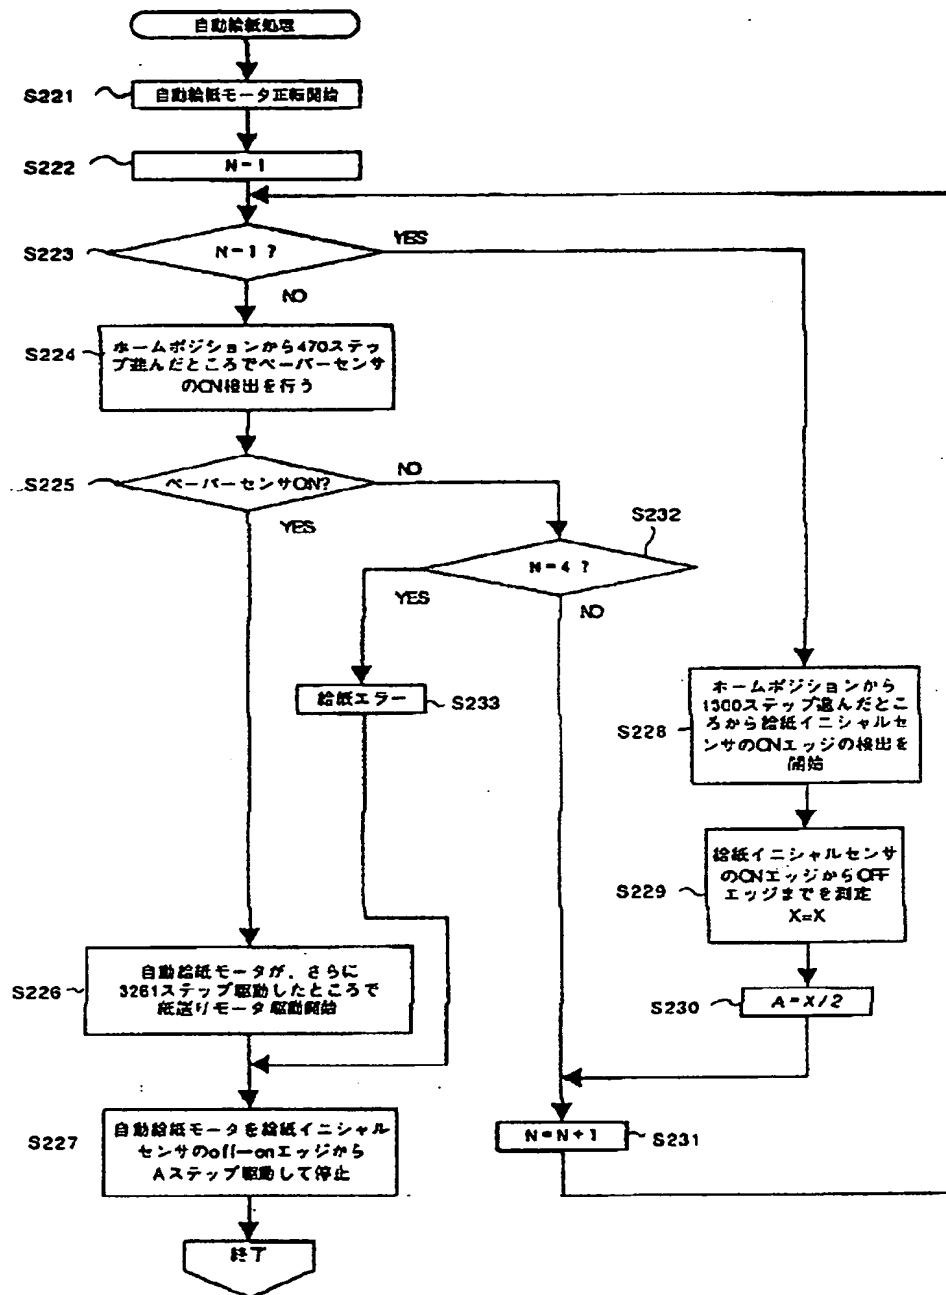 自動給紙処理
S221
自動給紙モータ正転開始
S222
N=1
S223
N=1 ?
YES
NO
S224
ホームポジションから470ステッ
プ進んだところでペーパーセンサ
のON検出を行う
S225
ペーパーセンサON?
NO
YES
S232
N=4 ?
YES
NO
給紙エラー
S233
S228
ホームポジションから
1300ステップ進んだとこ
ろから給紙イニシャルセ
ンサのONエッジの検出を
開始
S229
給紙イニシャルセンサ
のONエッジからOFF
エッジまでを測定
X=X
S226
自動給紙モータが、さらに
3261ステップ駆動したところで
紙送りモータ駆動開始
S230
A=X/2
S227
自動給紙モータを給紙イニシャル
センサのoff—onエッジから
Aステップ駆動して停止
N=N+1
S231
終了